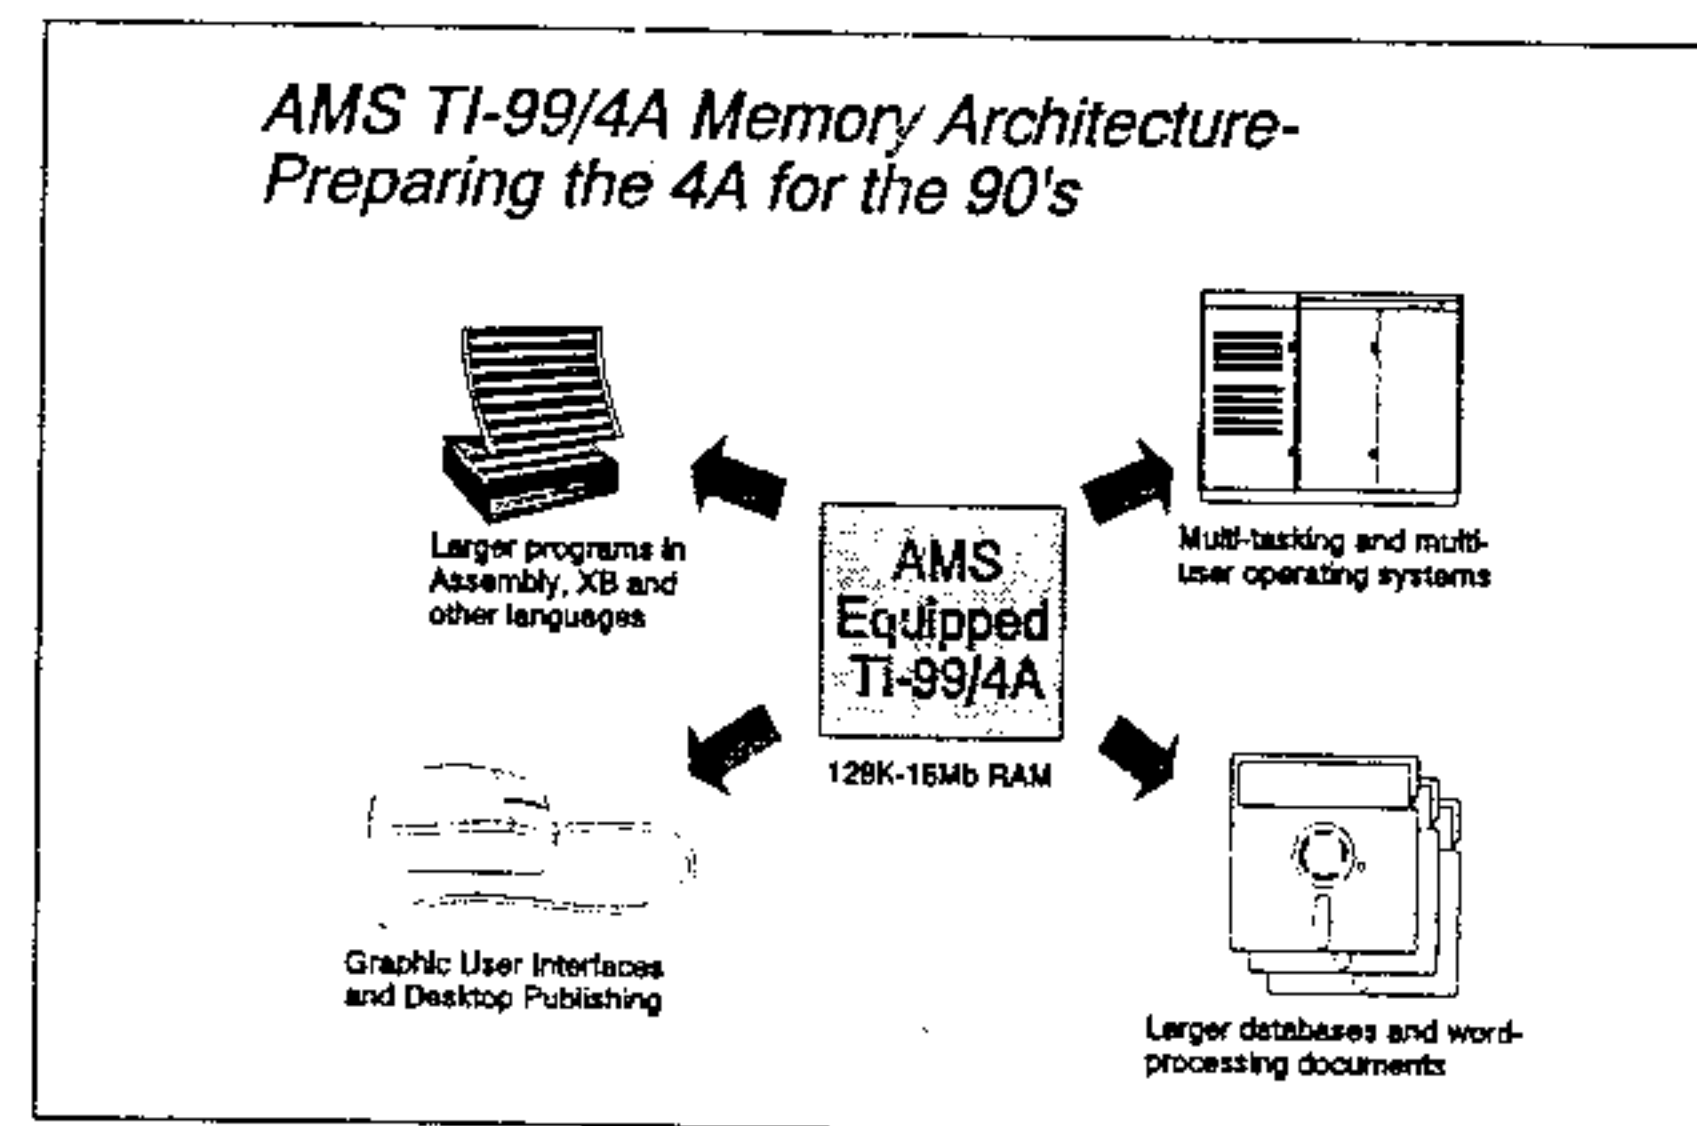 AMS TI-99/4A Memory Architecture-
Preparing the 4A for the 90's
Larger programs in
Assembly, XB and
other languages
Multi-tasking and multi-
user operating systems
AMS
Equipped
TI-99/4A
128K-16Mb RAM
Graphic User Interfaces
and Desktop Publishing
Larger databases and word-
processing documents